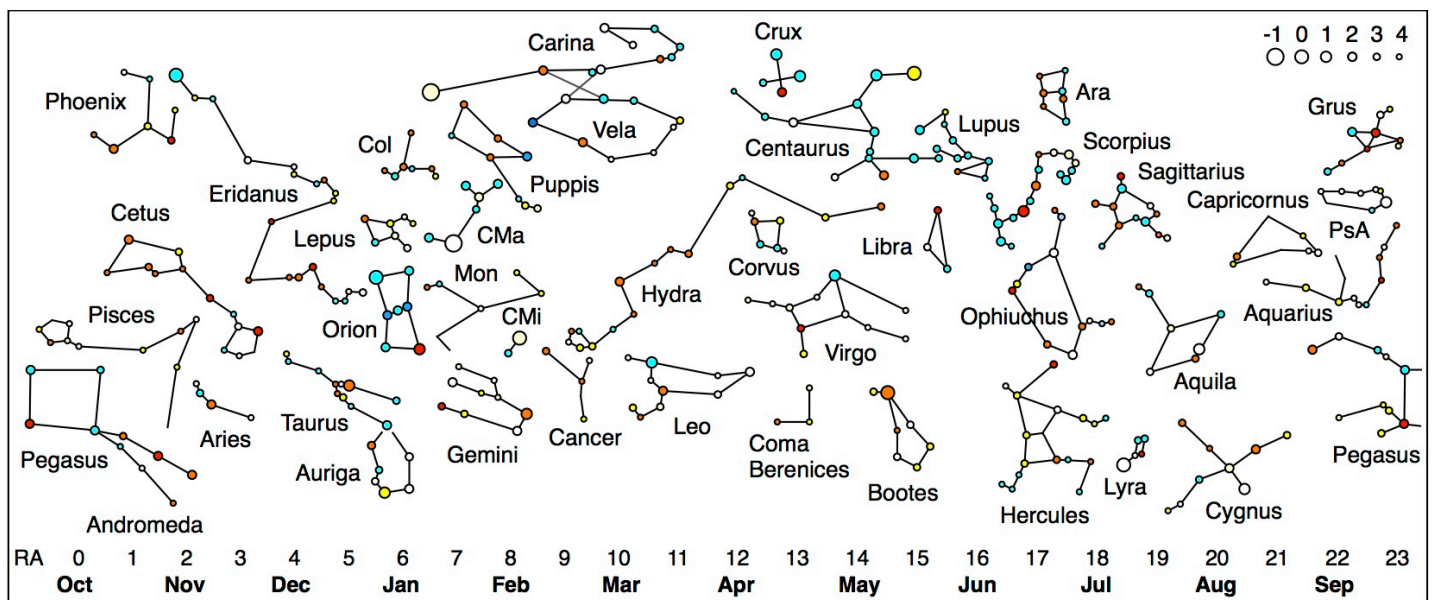 Carina
Crux
-1 0 1 2 3 4
Phoenix
Ara
Grus
Vela
Lupus
Col
Centaurus
Scorpius
Sagittarius
Eridanus
Puppis
Capricornus
Cetus
Lepus
CMa
Libra
PsA
Corvus
Mon
Hydra
Pisces
Orion
CMi
Ophiuchus
Aquarius
Virgo
Aquila
Taurus
Aries
Leo
Cancer
Coma
Berenices
Pegasus
Gemini
Pegasus
Auriga
Bootes
Lyra
Andromeda
Hercules
Cygnus
RA 0 1 2 3 4 5 6 7 8 9 10 11 12 13 14 15 16 17 18 19 20 21 22 23
Oct Nov Dec Jan Feb Mar Apr May Jun Jul Aug Sep